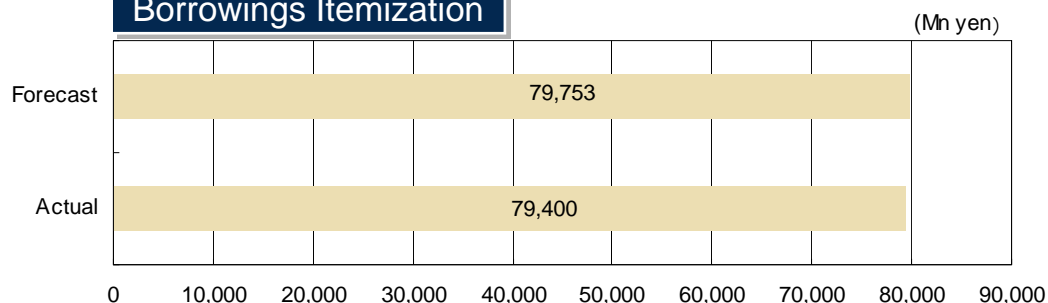 Borrowings Itemization
(Mn yen)
Forecast
79,753
Actual
79,400
0 10,000 20,000 30,000 40,000 50,000 60,000 70,000 80,000 90,000